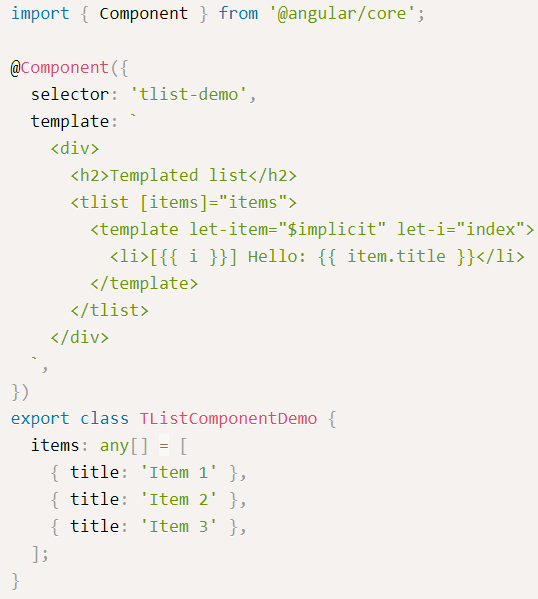 import { Component } from '@angular/core';

@Component({
  selector: 'tlist-demo',
  template: `
    <div>
      <h2>Templated list</h2>
      <tlist [items]="items">
        <template let-item="$implicit" let-i="index">
          <li>[{{ i }}] Hello: {{ item.title }}</li>
        </template>
      </tlist>
    </div>
  `,
})
export class TListComponentDemo {
  items: any[] = [
    { title: 'Item 1' },
    { title: 'Item 2' },
    { title: 'Item 3' },
  ];
}